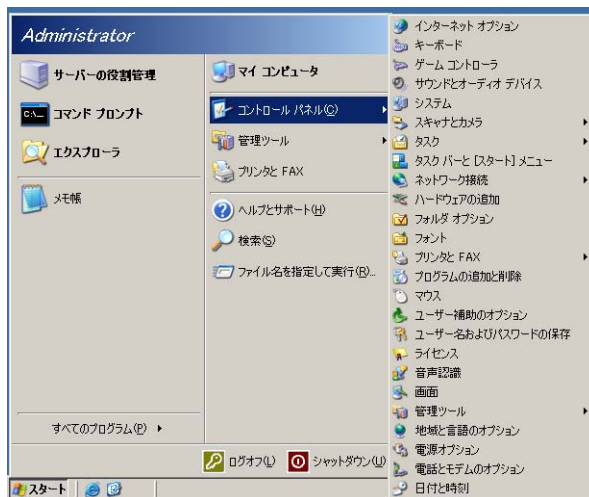 Administrator
サーバーの役割管理
コマンド プロンプト
エクスプローラ
メモ帳
すべてのプログラム(P)
マイ コンピュータ
コントロール パネル(C)
管理ツール
プリンタと FAX
ヘルプとサポート(H)
検索(S)
ファイル名を指定して実行(R)...
ログオフ(L)
シャットダウン(U)
スタート
インターネット オプション
キーボード
ゲーム コントローラ
サウンドとオーディオ デバイス
システム
スキャナとカメラ
タスク
タスク バーと [スタート] メニュー
ネットワーク接続
ハードウェアの追加
フォルダ オプション
フォント
プリンタと FAX
プログラムの追加と削除
マウス
ユーザー補助のオプション
ユーザー名およびパスワードの保存
ライセンス
音声認識
画面
管理ツール
地域と言語のオプション
電源オプション
電話とモデムのオプション
日付と時刻